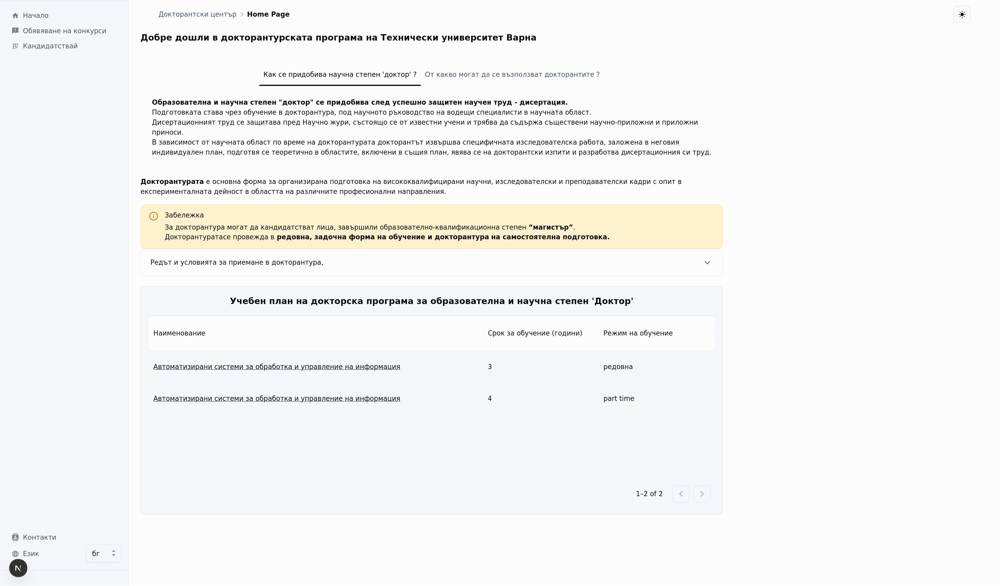 Начало
Обявяване на конкурси
Кандидатствай
Докторантски център > Home Page
Добре дошли в докторантурската програма на Технически университет Варна
Как се придобива научна степен 'доктор' ?
От какво могат да се възползват докторантите ?
Образователна и научна степен "доктор" се придобива след успешно защитен научен труд - дисертация.
Подготовката става чрез обучение в докторантура, под научното ръководство на водещи специалисти в научната област.
Дисертационният труд се защитава пред Научно жури, състоящо се от известни учени и трябва да съдържа съществени научно-приложни и приложни
приноси.
В зависимост от научната област по време на докторантурата докторантът извършва специфичната изследователска работа, заложена в неговия
индивидуален план, подготвя се теоретично в областите, включени в същия план, явява се на докторантски изпити и разработва дисертационния си труд.
Докторантурата е основна форма за организирана подготовка на висококвалифицирани научни, изследователски и преподавателски кадри с опит в
експерименталната дейност в областта на различните професионални направления.
Забележка
За докторантура могат да кандидатстват лица, завършили образователно-квалификационна степен “магистър”.
Докторантуратасе провежда в редовна, задочна форма на обучение и докторантура на самостоятелна подготовка.
Редът и условията за приемане в докторантура,
Учебен план на докторска програма за образователна и научна степен 'Доктор'
Наименование Срок за обучение (години) Режим на обучение
Автоматизирани системи за обработка и управление на информация 3 редовна
Автоматизирани системи за обработка и управление на информация 4 part time
1–2 of 2
Контакти
Език бг
N